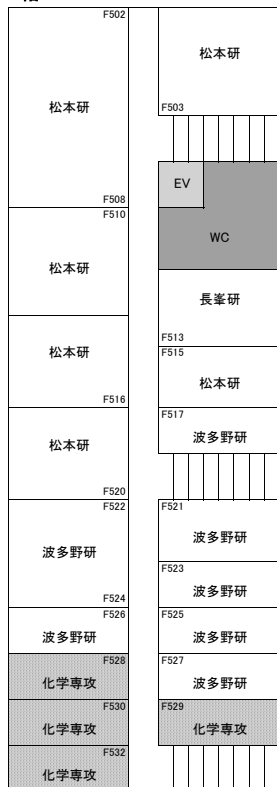 F502
松本研
F508
F510
松本研
松本研
F516
松本研
F520
F522
波多野研
F524
F526
波多野研
F528
化学専攻
F530
化学専攻
F532
化学専攻
松本研
F503
EV
WC
長峯研
F513
F515
松本研
F517
波多野研
F521
波多野研
F523
波多野研
F525
波多野研
F527
波多野研
F529
化学専攻